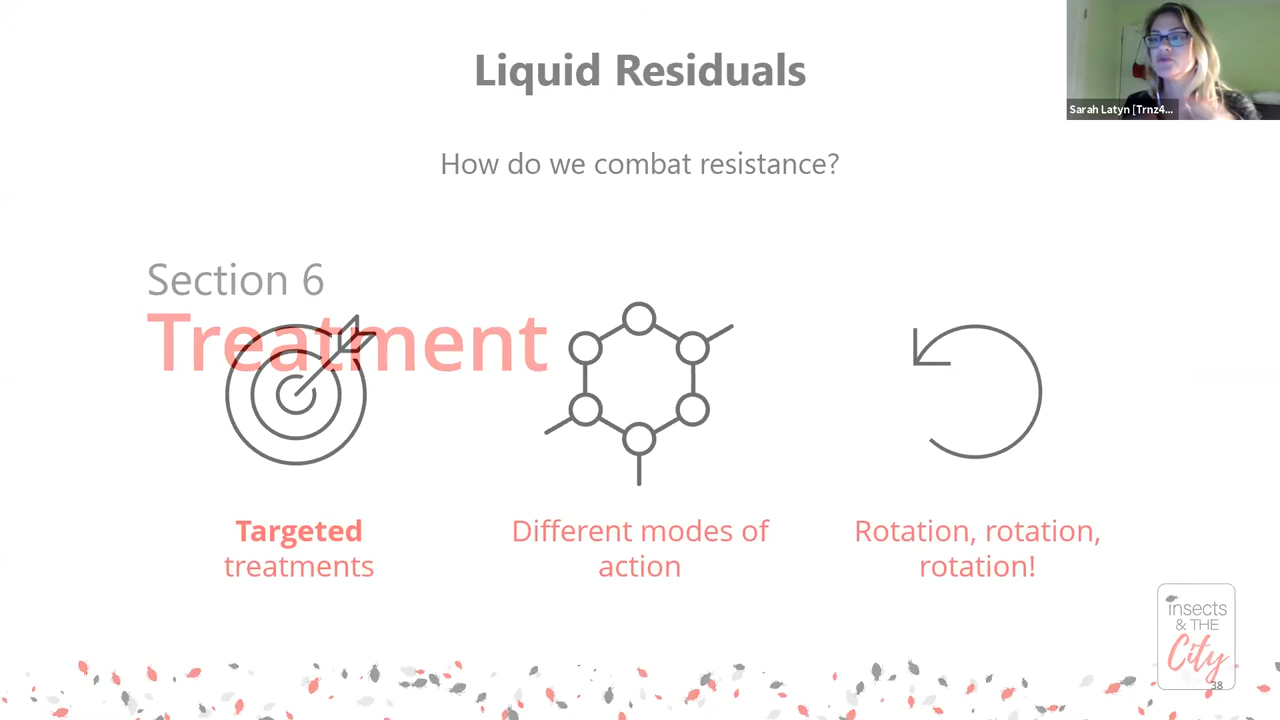 Liquid Residuals
Sarah Latyn [Trnz4...
How do we combat resistance?
Section 6
Treatment
Targeted
treatments
Different modes of
action
Rotation, rotation,
rotation!
insects
& THE
City
38